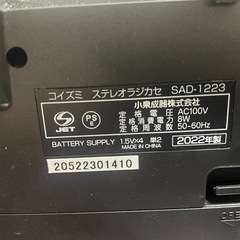 コイズミ ステレオラジカセ SAD-1223
小泉成器株式会社
定格電圧 AC100V
定格消費電力 8W
定格周波数 50-60Hz
S
JET
PS
E
BATTERY SUPPLY 1.5V×4 単2
MADE IN CHINA
2022年製
20522301410